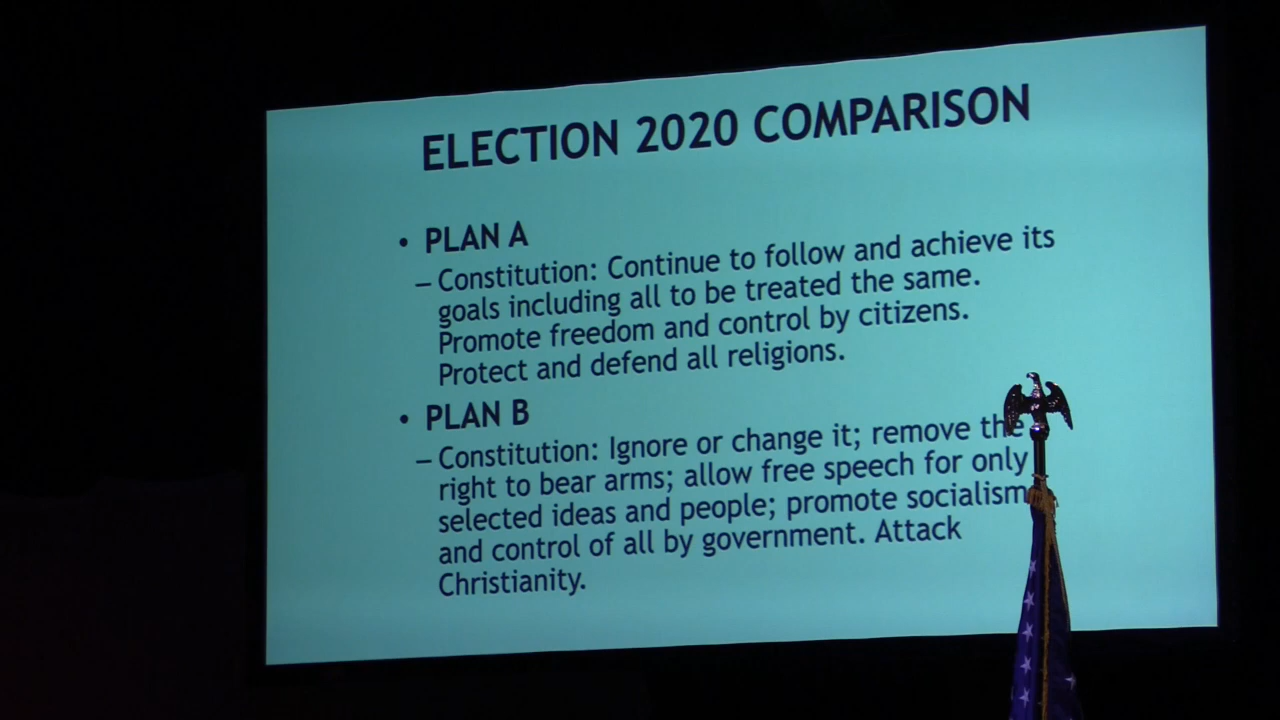 ELECTION 2020 COMPARISON
• PLAN A
– Constitution: Continue to follow and achieve its
goals including all to be treated the same.
Promote freedom and control by citizens.
Protect and defend all religions.
• PLAN B
– Constitution: Ignore or change it; remove the
right to bear arms; allow free speech for only
selected ideas and people; promote socialism
and control of all by government. Attack
Christianity.